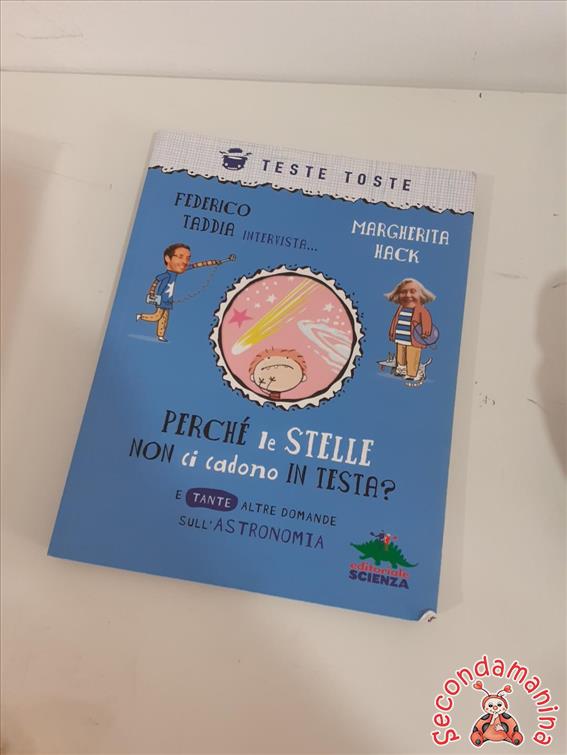 TESTE TOSTE
FEDERICO
TADDIA INTERVISTA...
MARGHERITA
HACK
PERCHÉ le STELLE
NON ci cadono IN TESTA?
E TANTE ALTRE DOMANDE
SULL'ASTRONOMIA
editoriale
SCIENZA
Secondamanina